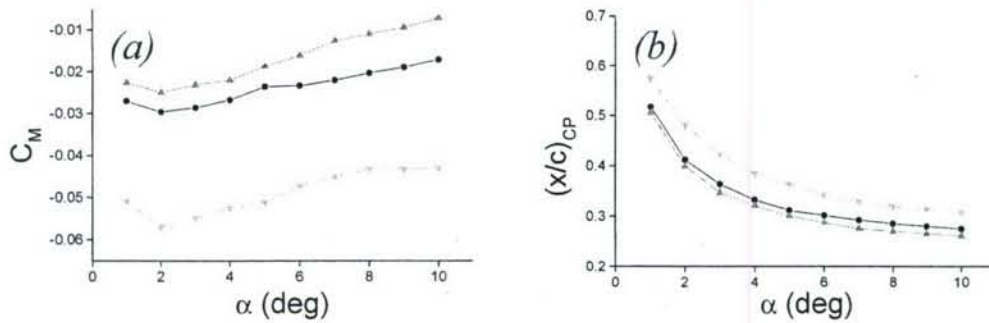 (a)
-0.01
-0.02
-0.03
-0.04
-0.05
-0.06
C_M
0 2 4 6 8 10
α (deg)
(b)
0.7
0.6
0.5
0.4
0.3
0.2
(x/c)_CP
0 2 4 6 8 10
α (deg)